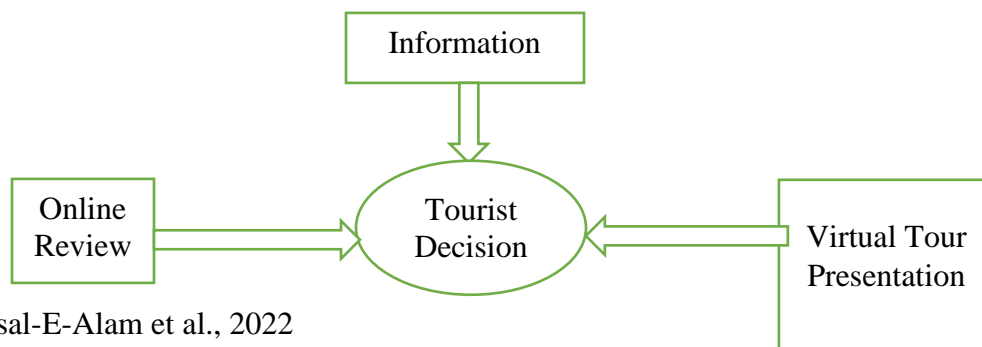 Information
Online
Review
Tourist
Decision
Virtual Tour
Presentation
sal-E-Alam et al., 2022